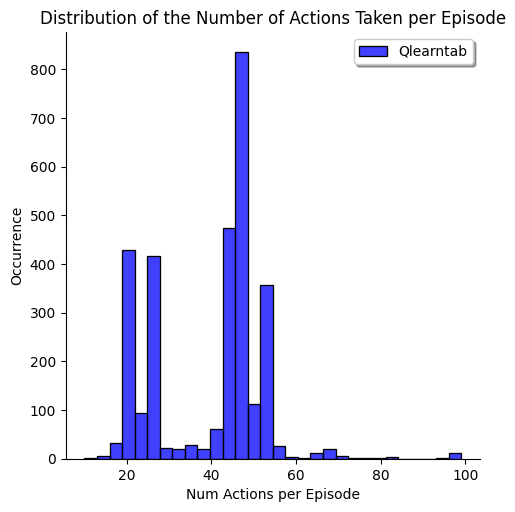 Distribution of the Number of Actions Taken per Episode
Qlearntab
800
700
600
500
400
300
200
100
0
Occurrence
20 40 60 80 100
Num Actions per Episode